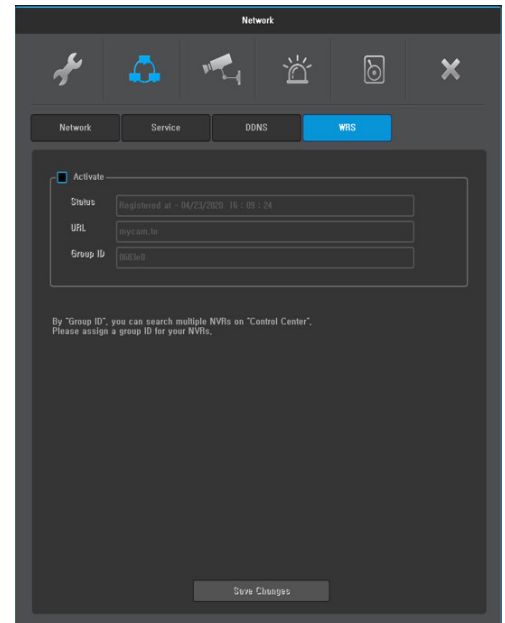 Network
Network Service DDNS WRS
Activate
Status Registered at - 04/23/2020 16 : 09 : 24
URL mycam.to
Group ID
By "Group ID", you can search multiple NVRs on "Control Center".
Please assign a group ID for your NVRs.
Save Changes